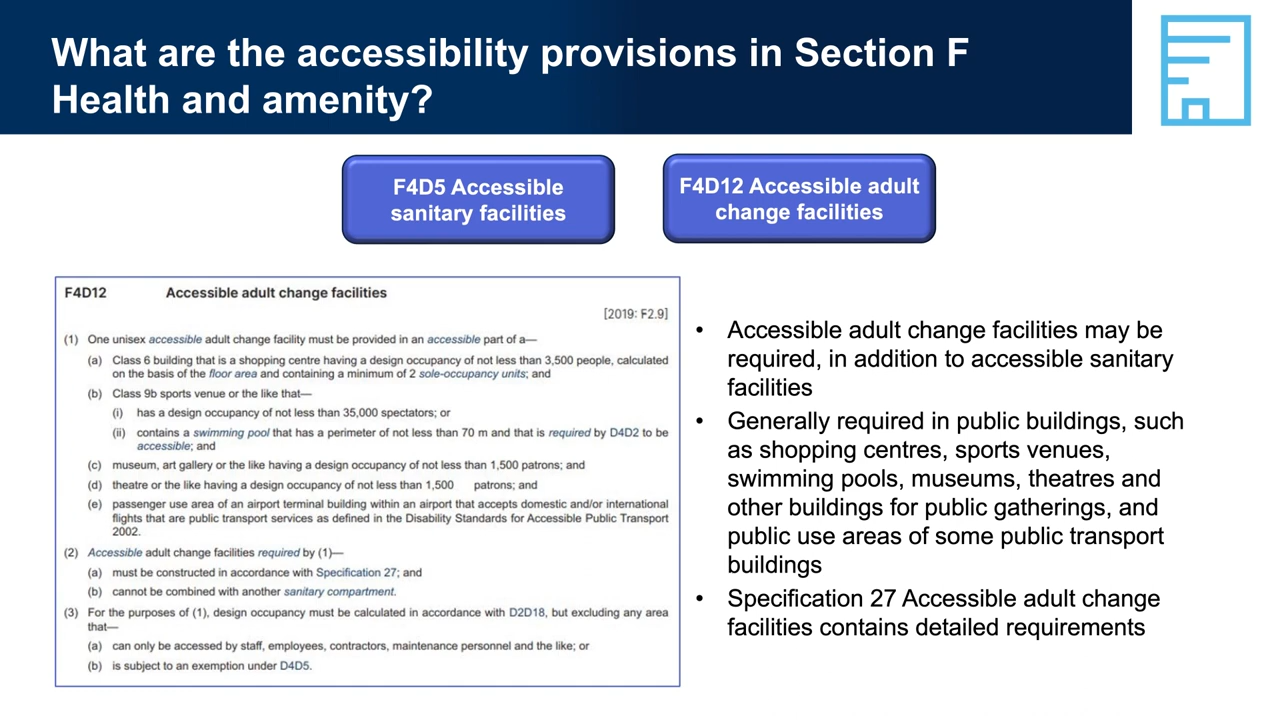 What are the accessibility provisions in Section F
Health and amenity?
F4D5 Accessible
sanitary facilities
F4D12 Accessible adult
change facilities
F4D12 Accessible adult change facilities
[2019: F2.9]
(1) One unisex accessible adult change facility must be provided in an accessible part of a—
(a) Class 6 building that is a shopping centre having a design occupancy of not less than 3,500 people, calculated
on the basis of the floor area and containing a minimum of 2 sole-occupancy units; and
(b) Class 9b sports venue or the like that—
(i) has a design occupancy of not less than 35,000 spectators; or
(ii) contains a swimming pool that has a perimeter of not less than 70 m and that is required by D4D2 to be
accessible; and
(c) museum, art gallery or the like having a design occupancy of not less than 1,500 patrons; and
(d) theatre or the like having a design occupancy of not less than 1,500 patrons; and
(e) passenger use area of an airport terminal building within an airport that accepts domestic and/or international
flights that are public transport services as defined in the Disability Standards for Accessible Public Transport
2002.
(2) Accessible adult change facilities required by (1)—
(a) must be constructed in accordance with Specification 27; and
(b) cannot be combined with another sanitary compartment.
(3) For the purposes of (1), design occupancy must be calculated in accordance with D2D18, but excluding any area
that—
(a) can only be accessed by staff, employees, contractors, maintenance personnel and the like; or
(b) is subject to an exemption under D4D5.
• Accessible adult change facilities may be
required, in addition to accessible sanitary
facilities
• Generally required in public buildings, such
as shopping centres, sports venues,
swimming pools, museums, theatres and
other buildings for public gatherings, and
public use areas of some public transport
buildings
• Specification 27 Accessible adult change
facilities contains detailed requirements